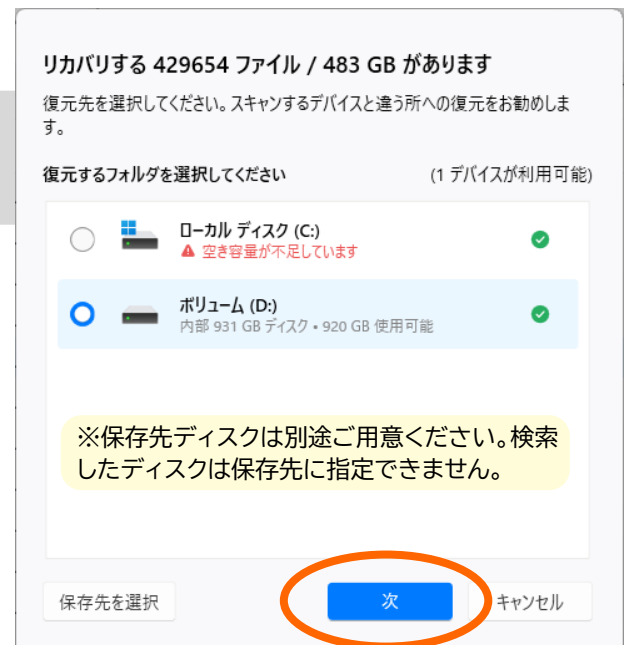 リカバリする 429654 ファイル / 483 GB があります
復元先を選択してください。スキャンするデバイスと違う所への復元をお勧めしま
す。
復元するフォルダを選択してください
(1 デバイスが利用可能)
ローカル ディスク (C:)
空き容量が不足しています
ボリューム (D:)
内部 931 GB ディスク • 920 GB 使用可能
※保存先ディスクは別途ご用意ください。検索
したディスクは保存先に指定できません。
保存先を選択
次
キャンセル